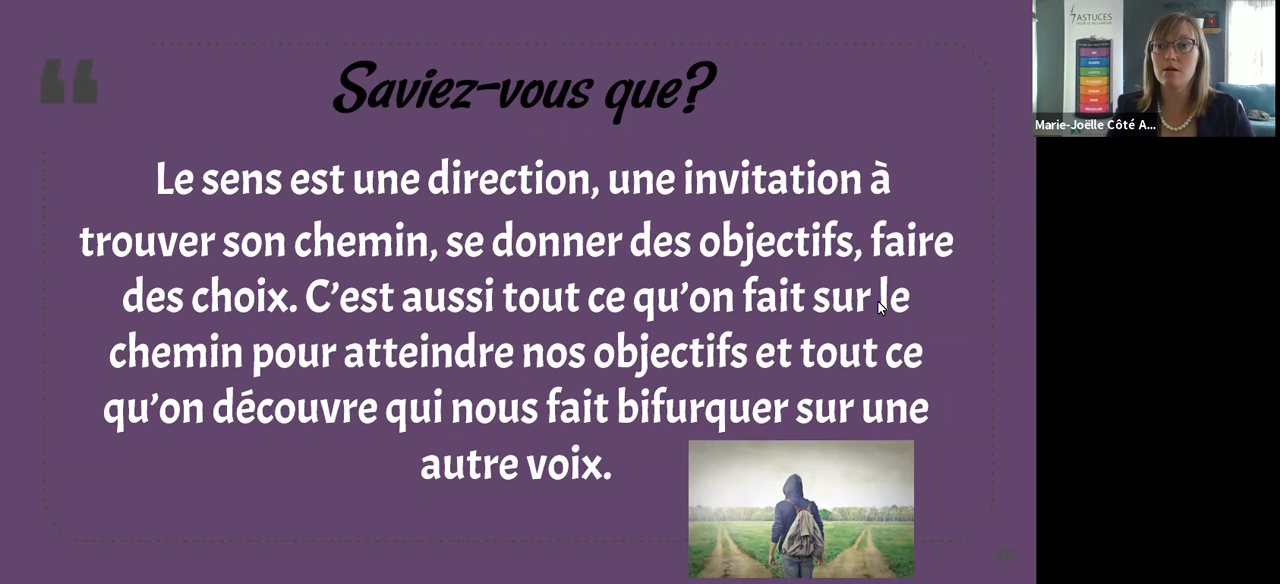 Saviez-vous que?
Le sens est une direction, une invitation à
trouver son chemin, se donner des objectifs, faire
des choix. C’est aussi tout ce qu’on fait sur le
chemin pour atteindre nos objectifs et tout ce
qu’on découvre qui nous fait bifurquer sur une
autre voix.
7 ASTUCES
Marie-Joëlle Côté A...